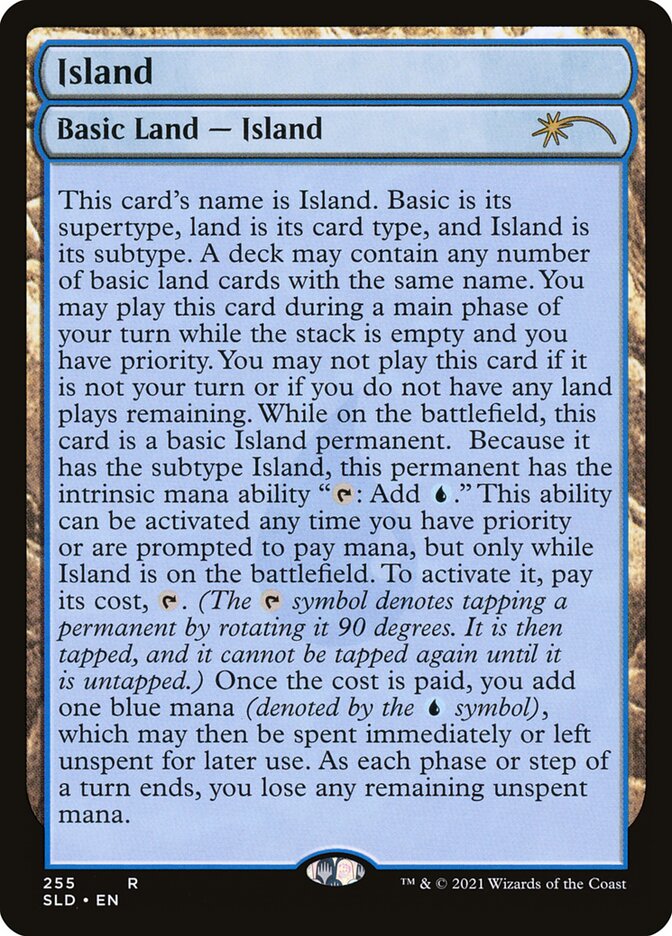 Island
Basic Land — Island
This card's name is Island. Basic is its
supertype, land is its card type, and Island is
its subtype. A deck may contain any number
of basic land cards with the same name. You
may play this card during a main phase of
your turn while the stack is empty and you
have priority. You may not play this card if it
is not your turn or if you do not have any land
plays remaining. While on the battlefield, this
card is a basic Island permanent. Because it
has the subtype Island, this permanent has the
intrinsic mana ability “: Add .” This ability
can be activated any time you have priority
or are prompted to pay mana, but only while
Island is on the battlefield. To activate it, pay
its cost, . (The symbol denotes tapping a
permanent by rotating it 90 degrees. It is then
tapped, and it cannot be tapped again until it
is untapped.) Once the cost is paid, you add
one blue mana (denoted by the symbol),
which may then be spent immediately or left
unspent for later use. As each phase or step of
a turn ends, you lose any remaining unspent
mana.
255 R
SLD • EN
™ & © 2021 Wizards of the Coast